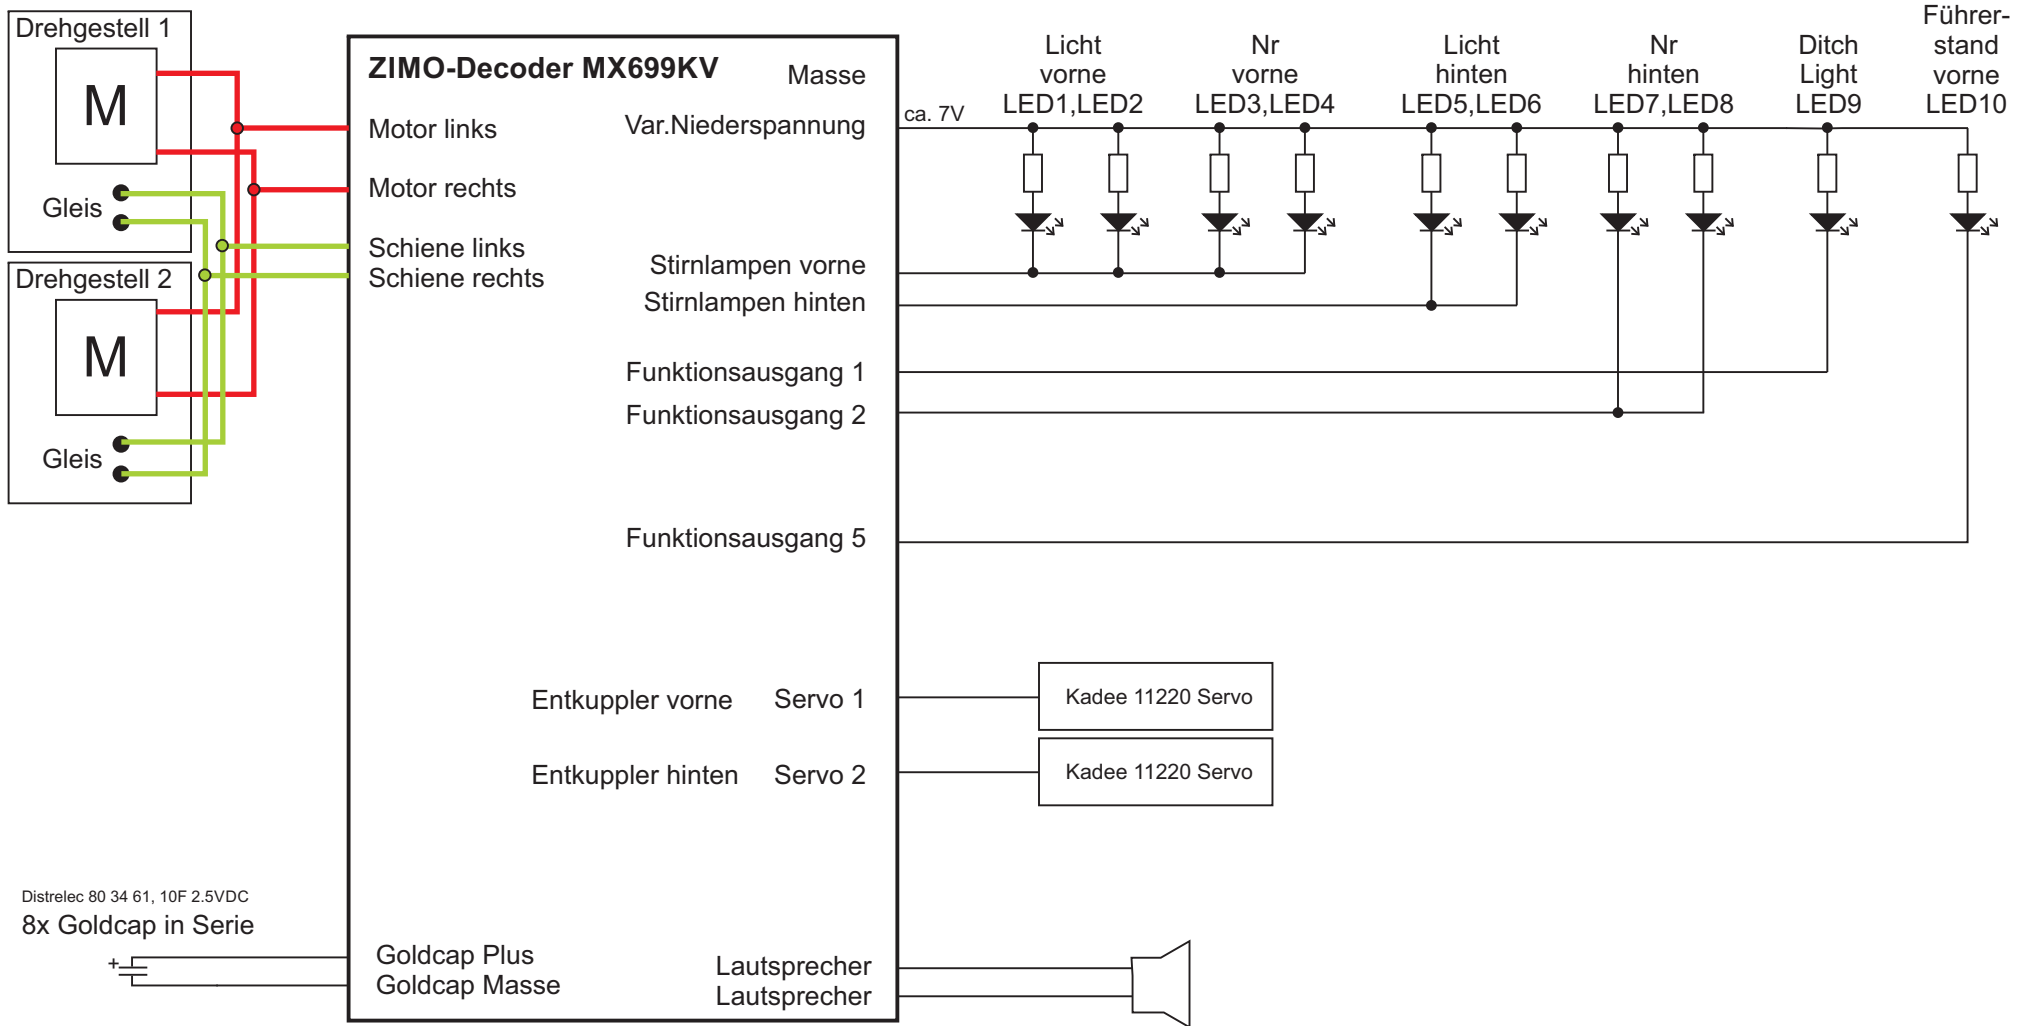 Drehgestell 1
M
Gleis
Drehgestell 2
M
Gleis
ZIMO-Decoder MX699KV
Masse
Motor links
Var.Niederspannung
Motor rechts
Schiene links
Schiene rechts
Stirnlampen vorne
Stirnlampen hinten
Funktionsausgang 1
Funktionsausgang 2
Funktionsausgang 5
Entkuppler vorne Servo 1
Entkuppler hinten Servo 2
Goldcap Plus
Goldcap Masse
Lautsprecher
Lautsprecher
ca. 7V
Licht
vorne
LED1,LED2
Nr
vorne
LED3,LED4
Licht
hinten
LED5,LED6
Nr
hinten
LED7,LED8
Ditch
Light
LED9
Führer-
stand
vorne
LED10
Kadee 11220 Servo
Kadee 11220 Servo
Distrelec 80 34 61, 10F 2.5VDC
8x Goldcap in Serie
+